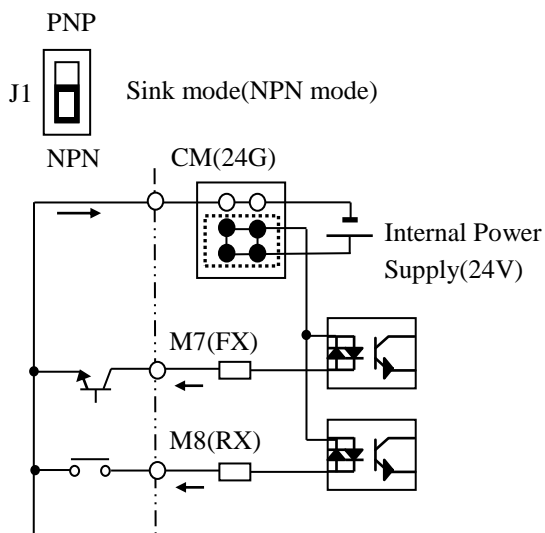 PNP
J1
Sink mode(NPN mode)
NPN
CM(24G)
Internal Power
Supply(24V)
M7(FX)
M8(RX)